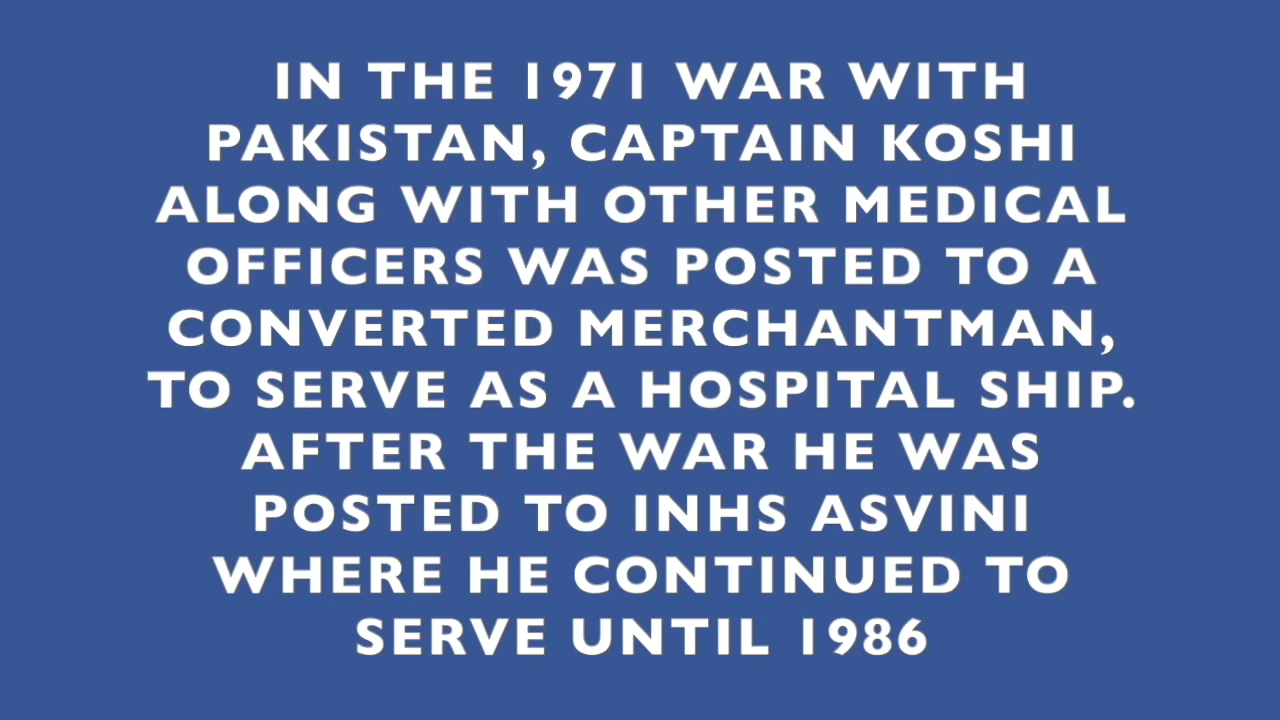 IN THE 1971 WAR WITH
PAKISTAN, CAPTAIN KOSHI
ALONG WITH OTHER MEDICAL
OFFICERS WAS POSTED TO A
CONVERTED MERCHANTMAN,
TO SERVE AS A HOSPITAL SHIP.
AFTER THE WAR HE WAS
POSTED TO INHS ASVINI
WHERE HE CONTINUED TO
SERVE UNTIL 1986